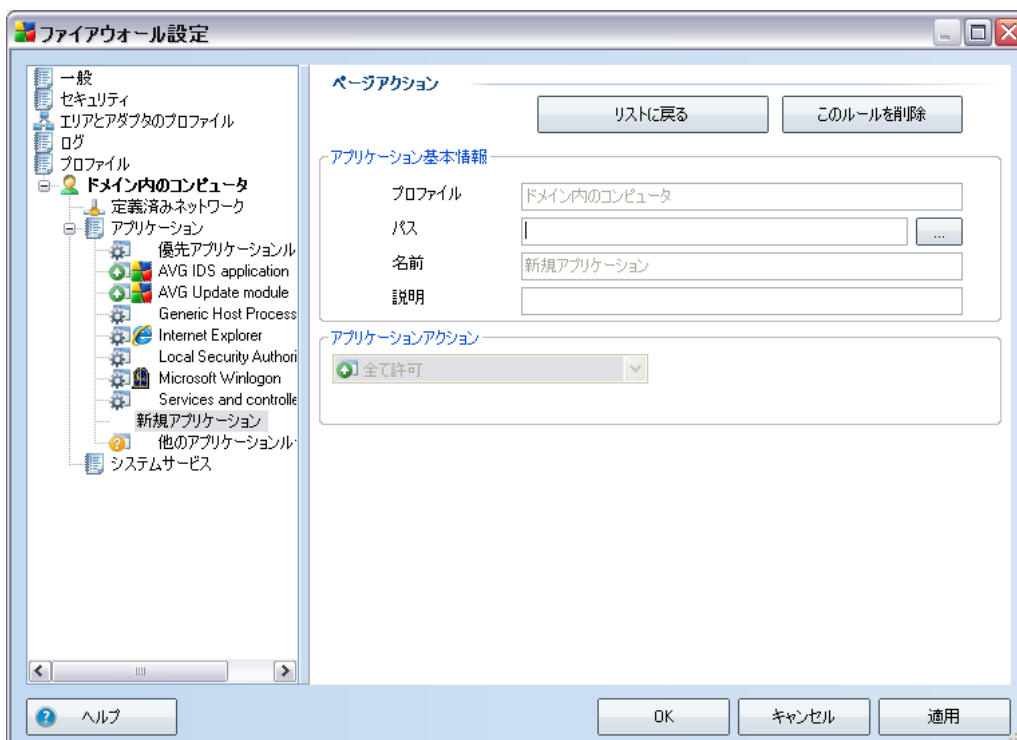 ファイアウォール設定
一般
セキュリティ
エリアとアダプタのプロファイル
ログ
プロファイル
ドメイン内のコンピュータ
定義済みネットワーク
アプリケーション
優先アプリケーションル
AVG IDS application
AVG Update module
Generic Host Process
Internet Explorer
Local Security Authori
Microsoft Winlogon
Services and controlle
新規アプリケーション
他のアプリケーションル
システムサービス
ページアクション
リストに戻る
このルールを削除
アプリケーション基本情報
プロファイル
ドメイン内のコンピュータ
パス
...
名前
新規アプリケーション
説明
アプリケーションアクション
全て許可
ヘルプ
OK
キャンセル
適用